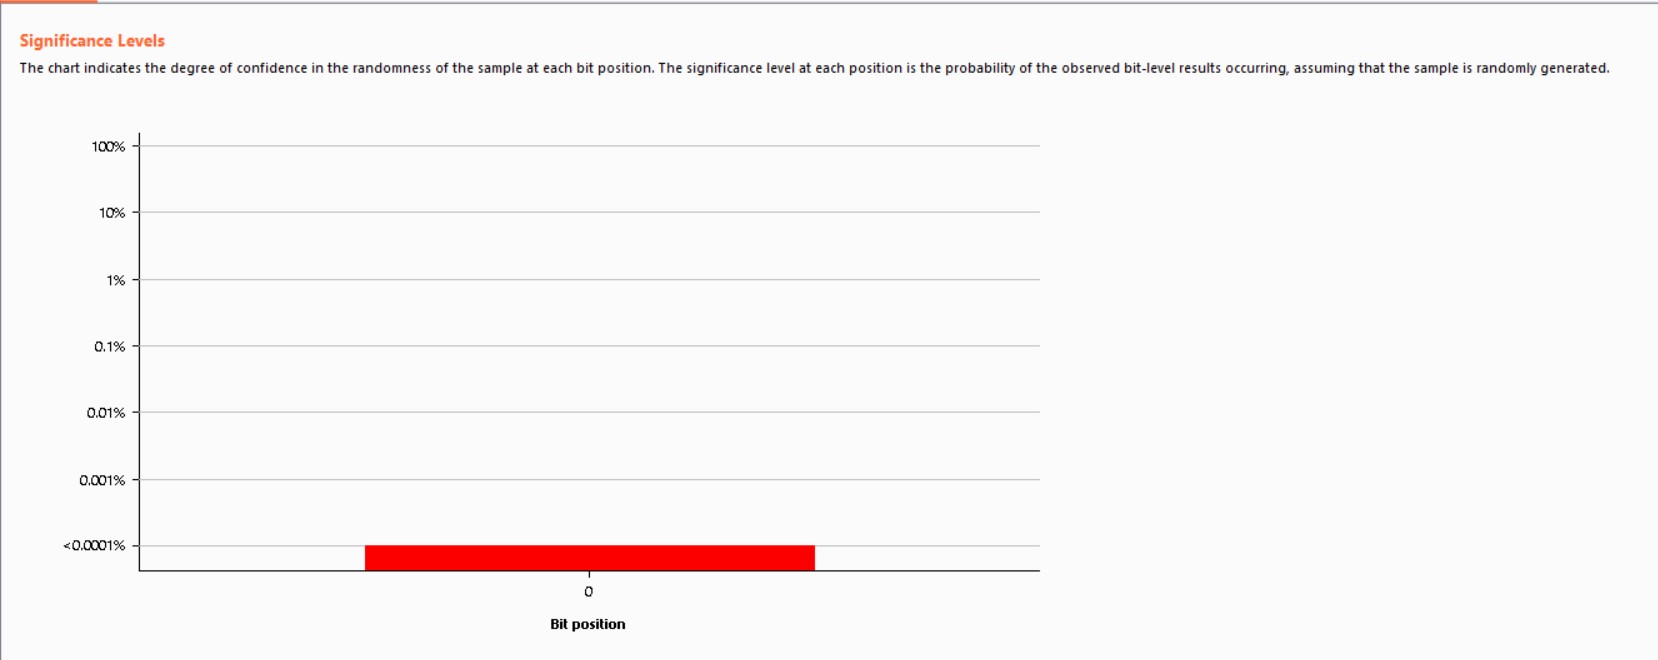 Significance Levels
The chart indicates the degree of confidence in the randomness of the sample at each bit position. The significance level at each position is the probability of the observed bit-level results occurring, assuming that the sample is randomly generated.
100%
10%
1%
0.1%
0.01%
0.001%
<0.0001%
0
Bit position